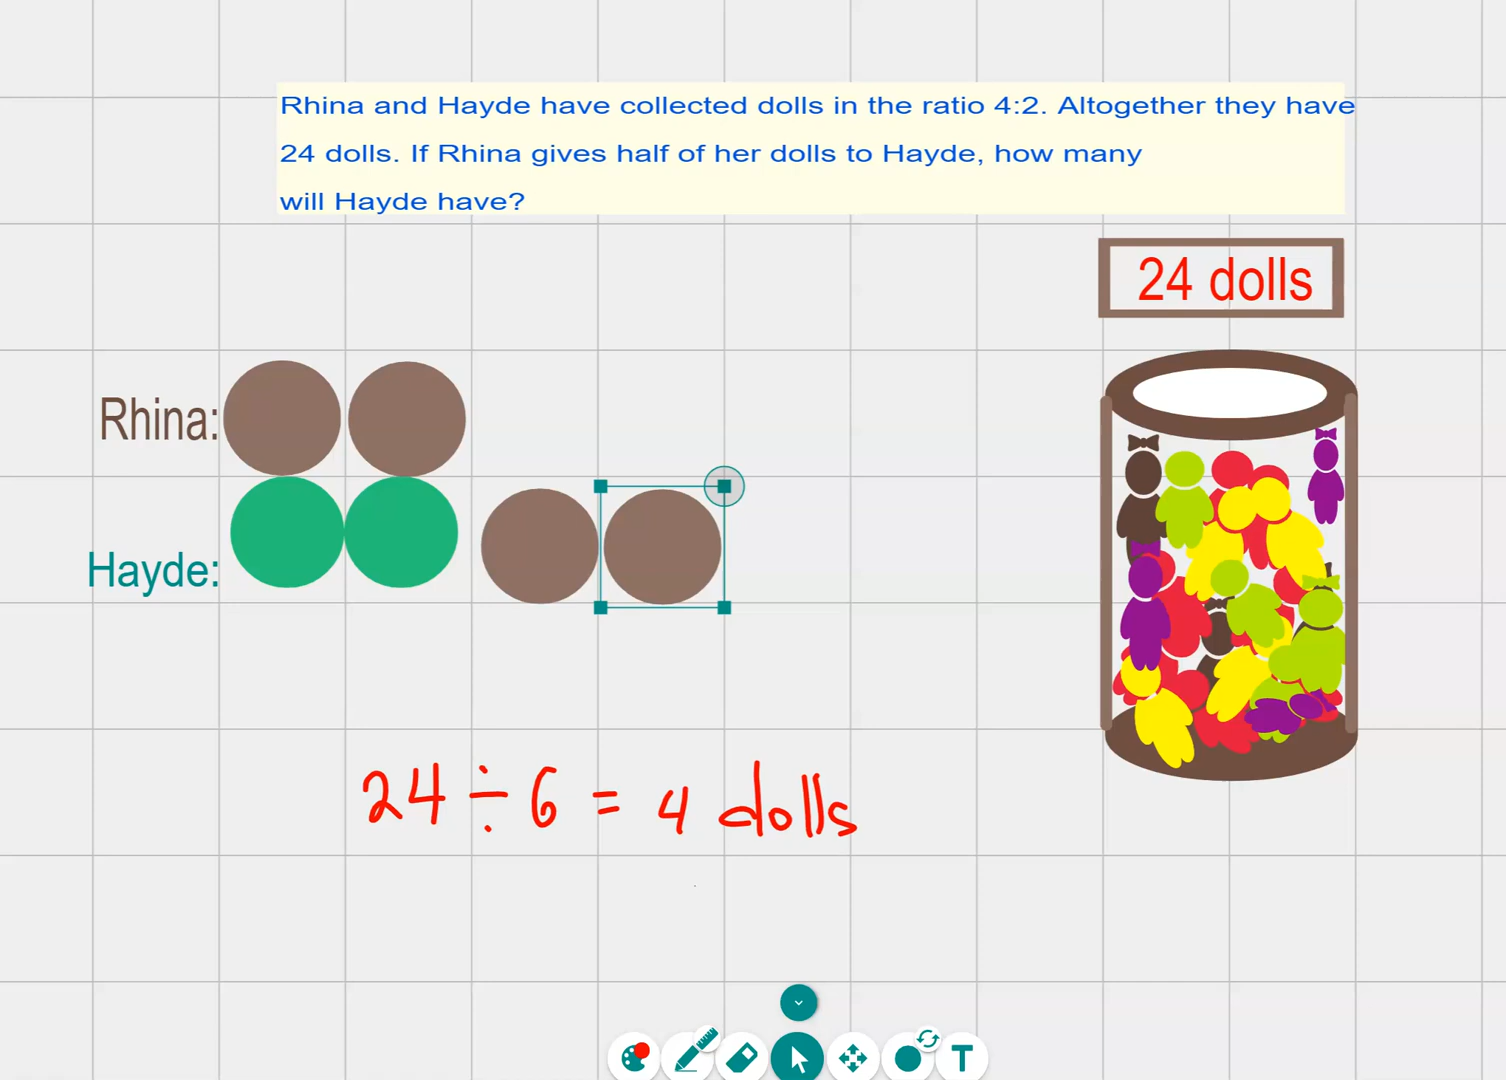 Rhina and Hayde have collected dolls in the ratio 4:2. Altogether they have
24 dolls. If Rhina gives half of her dolls to Hayde, how many
will Hayde have?
24 dolls
Rhina:
Hayde:
24 ÷ 6 = 4 dolls
T